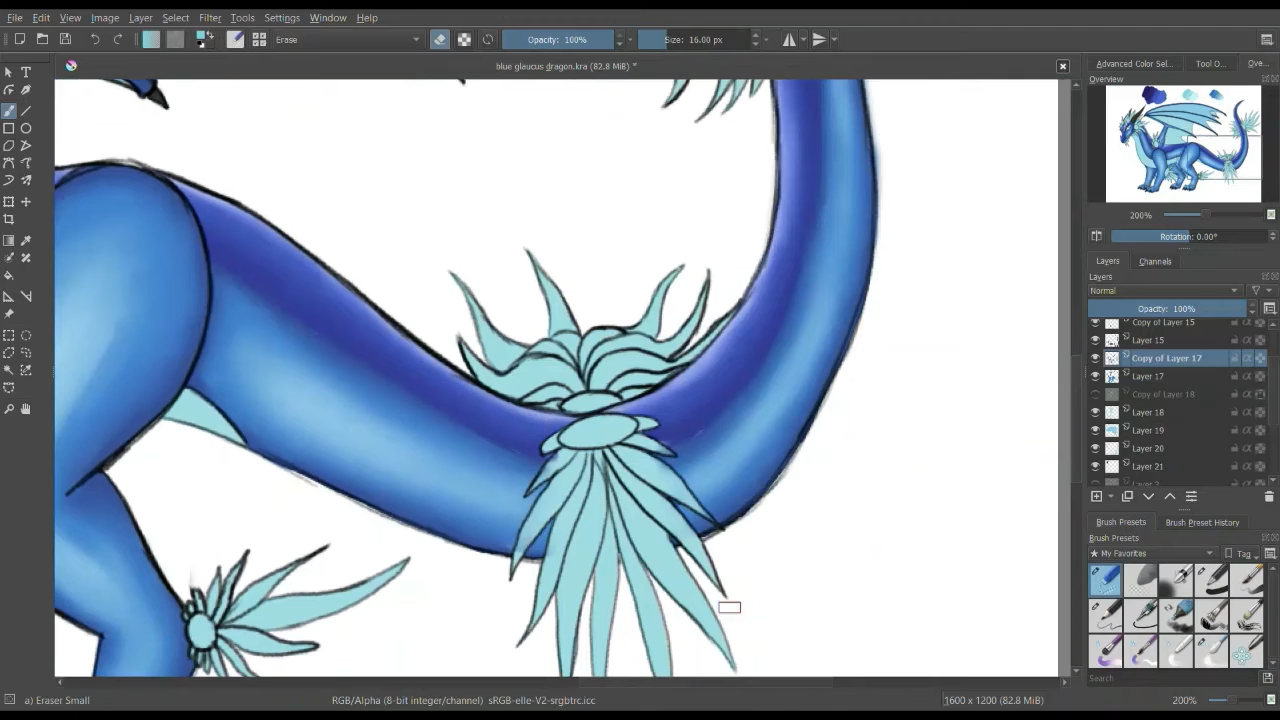 File Edit View Image Layer Select Filter Tools Settings Window Help
Erase Opacity: 100% Size: 16.00 px
blue glaucus dragon.kra (82.8 MiB) *
Advanced Color Sel... Tool O... Ove...
Overview
200%
Rotation: 0.00°
Layers Channels
Layers
Normal
Opacity: 100%
Copy of Layer 15
Layer 15
Copy of Layer 17
Layer 17
Copy of Layer 18
Layer 18
Layer 19
Layer 20
Layer 21
Layer 2
Brush Presets Brush Preset History
Brush Presets
★ My Favorites Tag
Search
a) Eraser Small RGB/Alpha (8-bit integer/channel) sRGB-elle-V2-srgbtrc.icc 1600 x 1200 (82.8 MiB) 200%